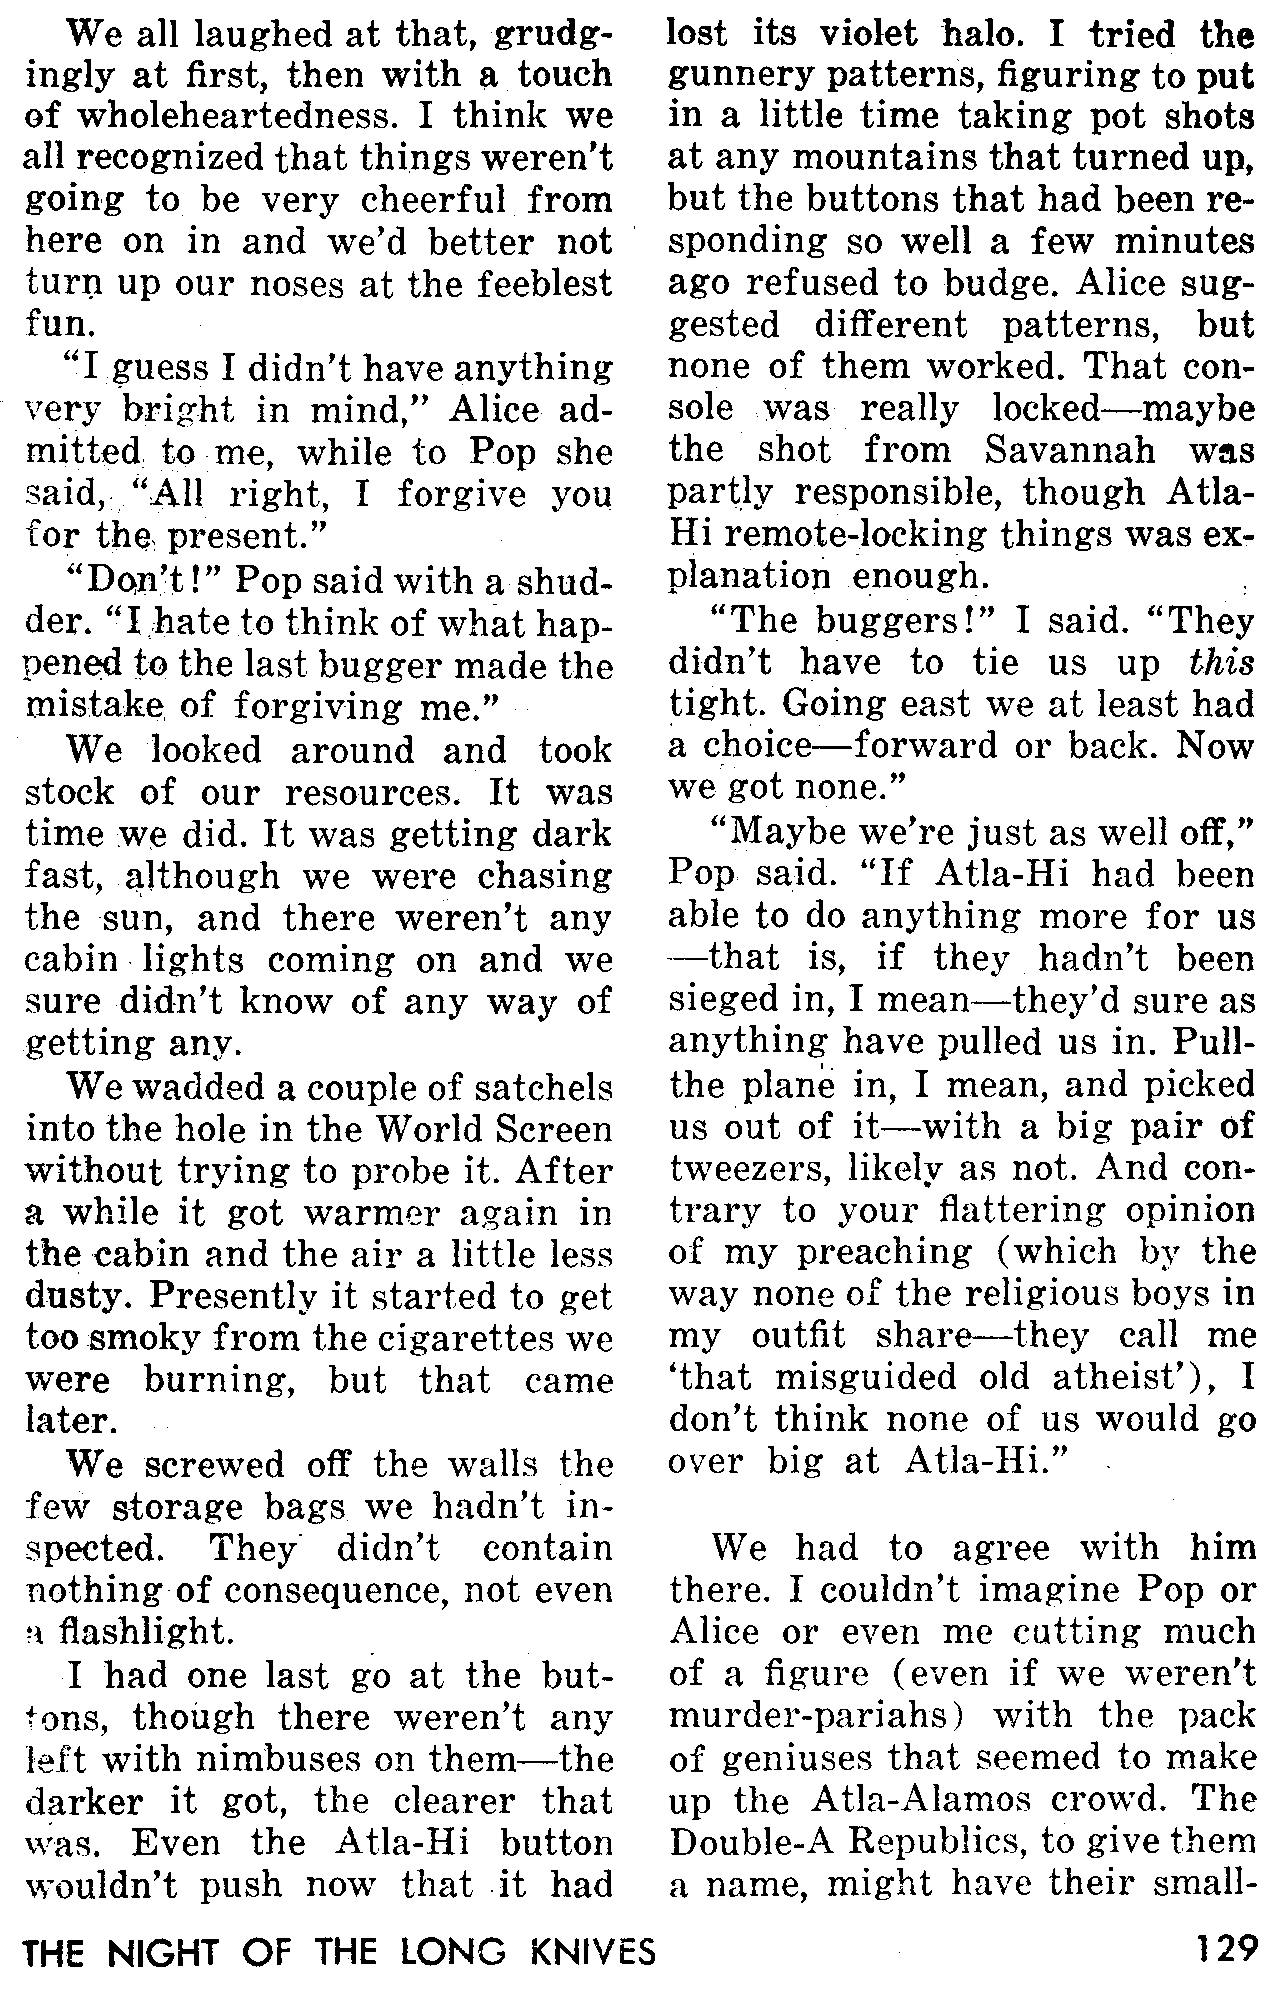 We all laughed at that, grudg-
ingly at first, then with a touch
of wholeheartedness. I think we
all recognized that things weren't
going to be very cheerful from
here on in and we'd better not
turn up our noses at the feeblest
fun.
"I guess I didn't have anything
very bright in mind," Alice ad-
mitted to me, while to Pop she
said, "All right, I forgive you
for the present."
"Don't!" Pop said with a shud-
der. "I hate to think of what hap-
pened to the last bugger made the
mistake of forgiving me."
We looked around and took
stock of our resources. It was
time we did. It was getting dark
fast, although we were chasing
the sun, and there weren't any
cabin lights coming on and we
sure didn't know of any way of
getting any.
We wadded a couple of satchels
into the hole in the World Screen
without trying to probe it. After
a while it got warmer again in
the cabin and the air a little less
dusty. Presently it started to get
too smoky from the cigarettes we
were burning, but that came
later.
We screwed off the walls the
few storage bags we hadn't in-
spected. They didn't contain
nothing of consequence, not even
a flashlight.
I had one last go at the but-
tons, though there weren't any
left with nimbuses on them—the
darker it got, the clearer that
was. Even the Atla-Hi button
wouldn't push now that it had
lost its violet halo. I tried the
gunnery patterns, figuring to put
in a little time taking pot shots
at any mountains that turned up,
but the buttons that had been re-
sponding so well a few minutes
ago refused to budge. Alice sug-
gested different patterns, but
none of them worked. That con-
sole was really locked—maybe
the shot from Savannah was
partly responsible, though Atla-
Hi remote-locking things was ex-
planation enough.
"The buggers!" I said. "They
didn't have to tie us up this
tight. Going east we at least had
a choice—forward or back. Now
we got none."
"Maybe we're just as well off,"
Pop said. "If Atla-Hi had been
able to do anything more for us
—that is, if they hadn't been
sieged in, I mean—they'd sure as
anything have pulled us in. Pull-
the plane in, I mean, and picked
us out of it—with a big pair of
tweezers, likely as not. And con-
trary to your flattering opinion
of my preaching (which by the
way none of the religious boys in
my outfit share—they call me
'that misguided old atheist'), I
don't think none of us would go
over big at Atla-Hi."
We had to agree with him
there. I couldn't imagine Pop or
Alice or even me cutting much
of a figure (even if we weren't
murder-pariahs) with the pack
of geniuses that seemed to make
up the Atla-Alamos crowd. The
Double-A Republics, to give them
a name, might have their small-
THE NIGHT OF THE LONG KNIVES 129